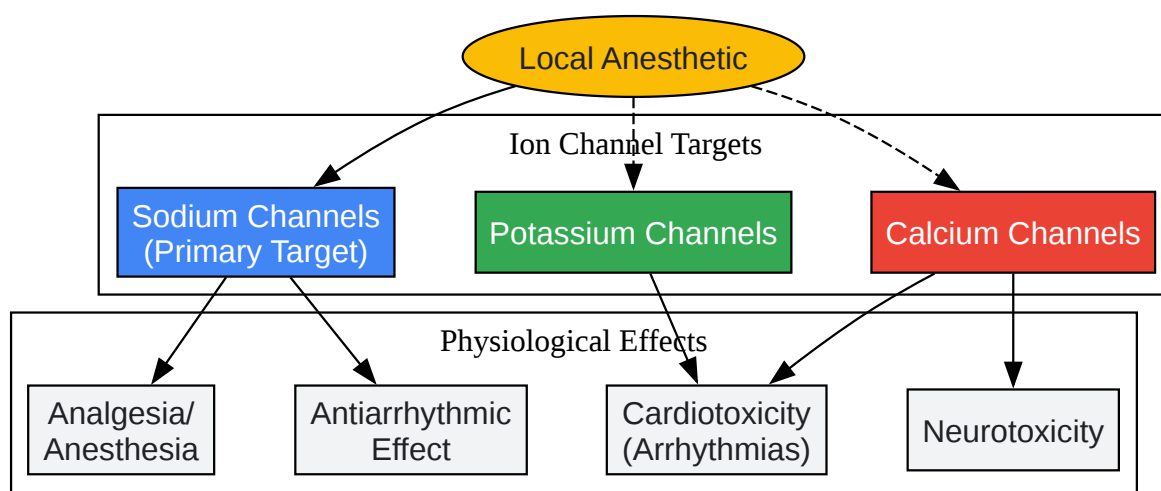 Local Anesthetic
Ion Channel Targets
Sodium Channels
(Primary Target)
Potassium Channels
Calcium Channels
Physiological Effects
Analgesia/
Anesthesia
Antiarrhythmic
Effect
Cardiotoxicity
(Arrhythmias)
Neurotoxicity